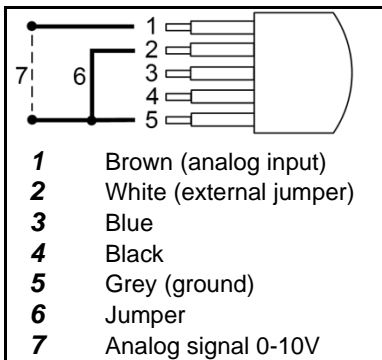 1
2
7
6
3
4
5
1 Brown (analog input)
2 White (external jumper)
3 Blue
4 Black
5 Grey (ground)
6 Jumper
7 Analog signal 0-10V